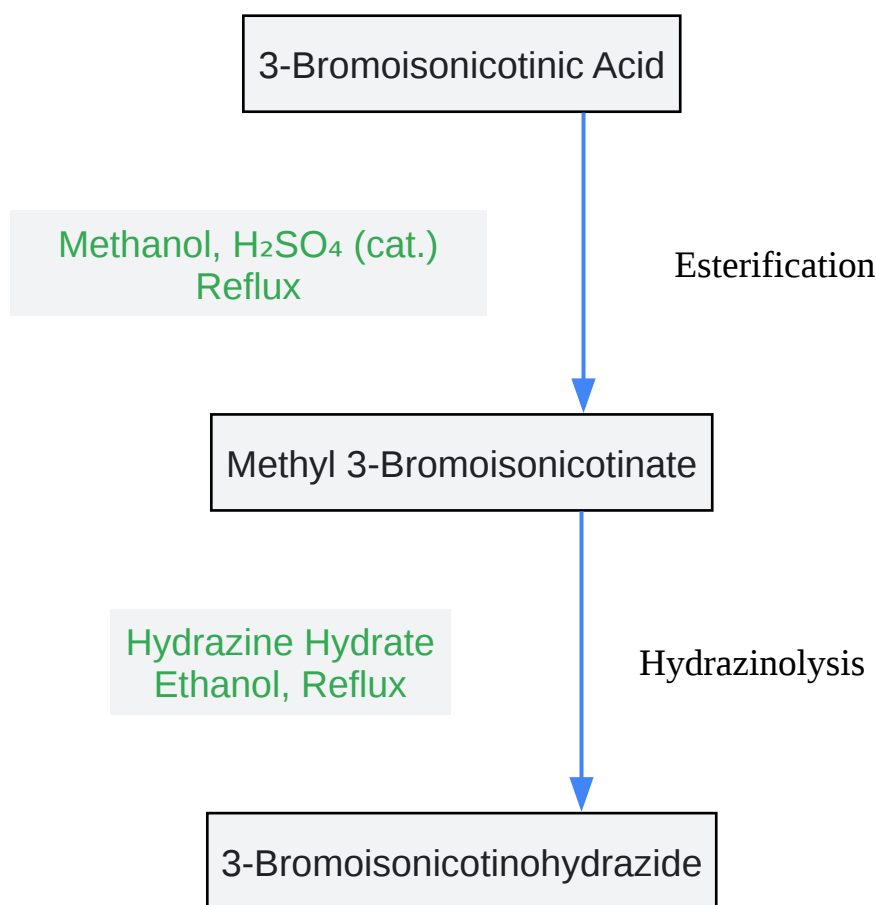 3-Bromoisonicotinic Acid
Methanol, H₂SO₄ (cat.)
Reflux
Esterification
Methyl 3-Bromoisonicotinate
Hydrazine Hydrate
Ethanol, Reflux
Hydrazinolysis
3-Bromoisonicotinohydrazide